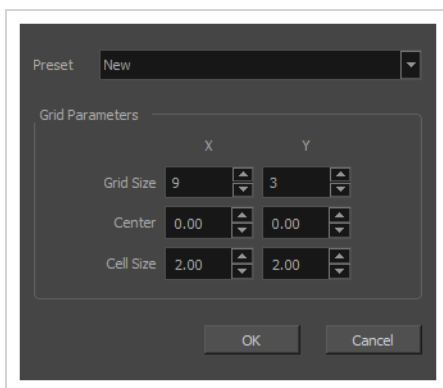 Preset New
Grid Parameters
X Y
Grid Size 9 3
Center 0.00 0.00
Cell Size 2.00 2.00
OK Cancel